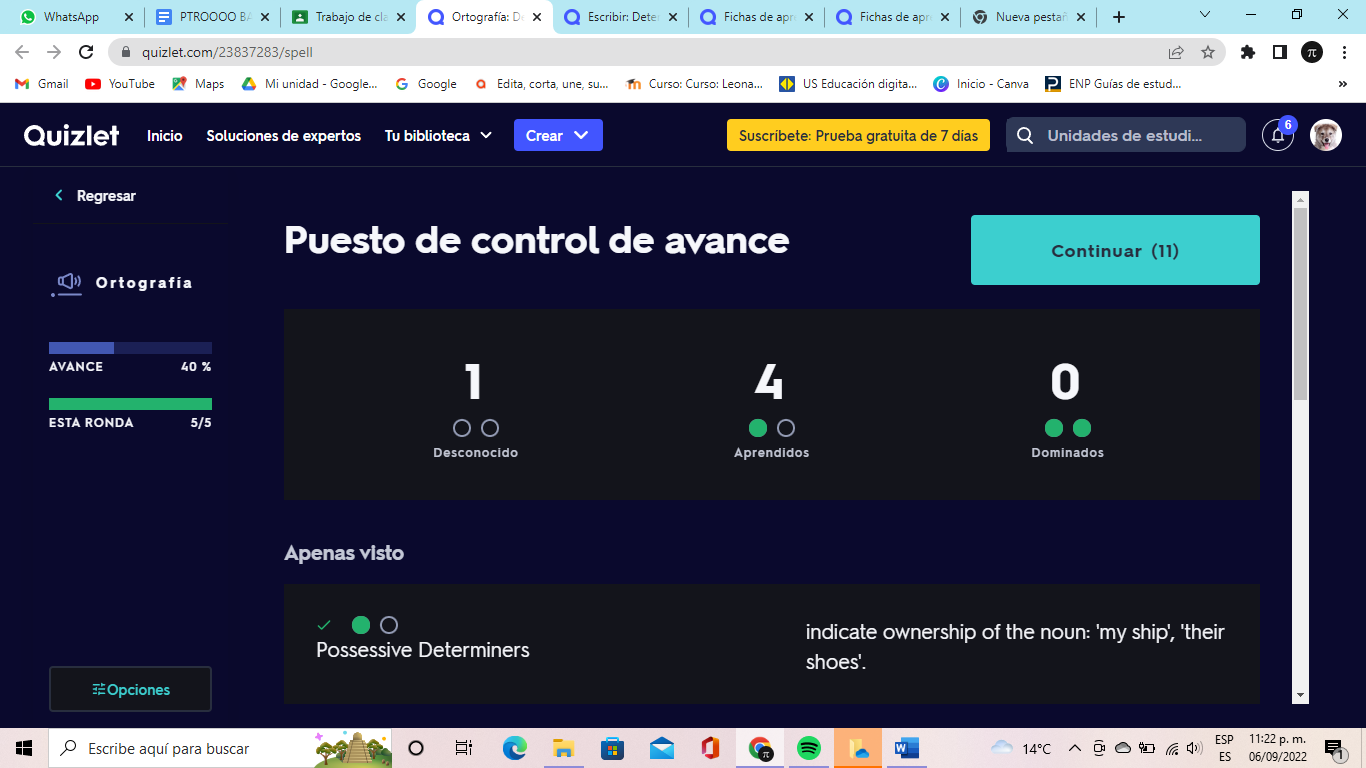 WhatsApp
PTROOOO BA
Trabajo de cla
Ortografía: De
Escribir: Deter
Fichas de apre
Fichas de apre
Nueva pestañ
quizlet.com/23837283/spell
Gmail
YouTube
Maps
Mi unidad - Google...
Google
Edita, corta, une, su...
Curso: Curso: Leona...
US Educación digita...
Inicio - Canva
ENP Guías de estud...
»
Quizlet
Inicio
Soluciones de expertos
Tu biblioteca
Crear
Suscríbete: Prueba gratuita de 7 días
Unidades de estudi...
6
Regresar
Ortografía
AVANCE 40 %
ESTA RONDA 5/5
Opciones
Puesto de control de avance
Continuar (11)
1
Desconocido
4
Aprendidos
0
Dominados
Apenas visto
Possessive Determiners
indicate ownership of the noun: 'my ship', 'their
shoes'.
Escribe aquí para buscar
14°C
ESP
ES
11:22 p. m.
06/09/2022
1